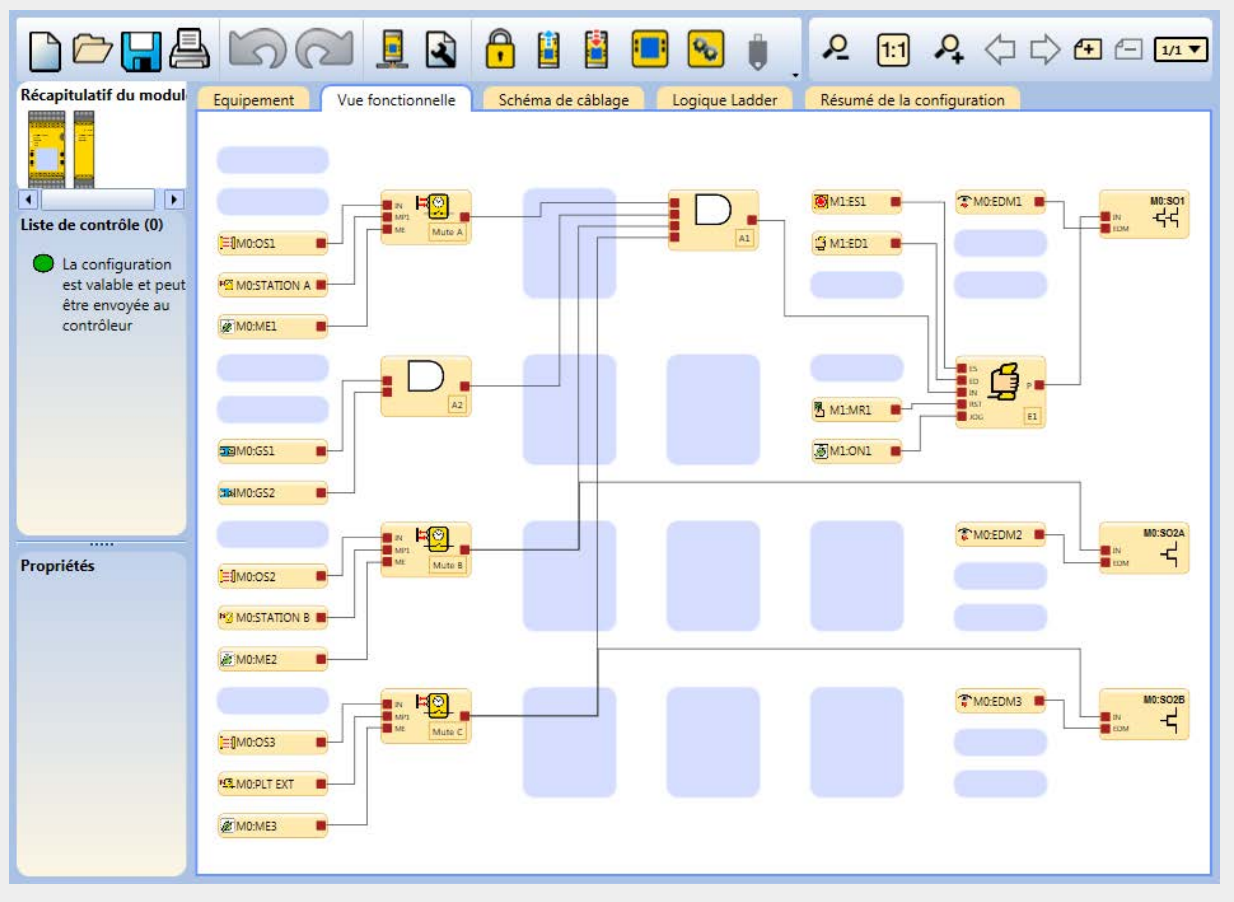 1:1
1/1
Récapitulatif du modul
Equipement
Vue fonctionnelle
Schéma de câblage
Logique Ladder
Résumé de la configuration
Liste de contrôle (0)
La configuration
est valable et peut
être envoyée au
contrôleur
Propriétés
M0:OS1
M0:STATION A
M0:ME1
IN
MP1
ME
Mute A
A1
M1:ES1
M1:ED1
M0:EDM1
M0:SO1
IN
EDM
M0:GS1
M0:GS2
A2
M1:MR1
M1:ON1
ES
ED
IN
RST
JOG
P
E1
M0:OS2
M0:STATION B
M0:ME2
IN
MP1
ME
Mute B
M0:EDM2
M0:SO2A
IN
EDM
M0:OS3
M0:PLT EXT
M0:ME3
IN
MP1
ME
Mute C
M0:EDM3
M0:SO2B
IN
EDM